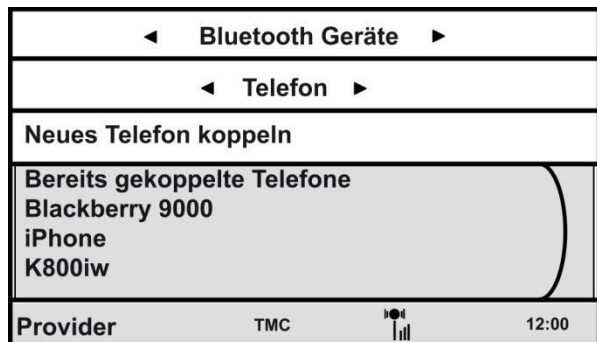 Bluetooth Geräte
Telefon
Neues Telefon koppeln
Bereits gekoppelte Telefone
Blackberry 9000
iPhone
K800iw
Provider TMC 12:00